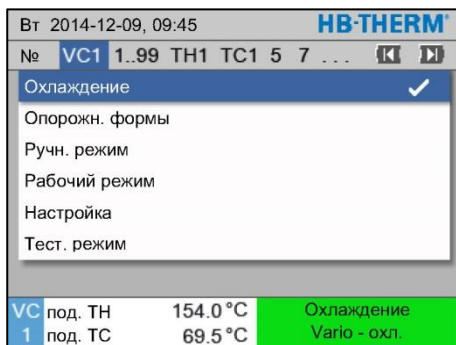 Вт 2014-12-09, 09:45 HB-THERM®
№ VC1 1..99 TH1 TC1 5 7 ...
Охлаждение
Опорожн. формы
Ручн. режим
Рабочий режим
Настройка
Тест. режим
VC под. TH 154.0 °C Охлаждение
1 под. TC 69.5 °C Vario - охл.